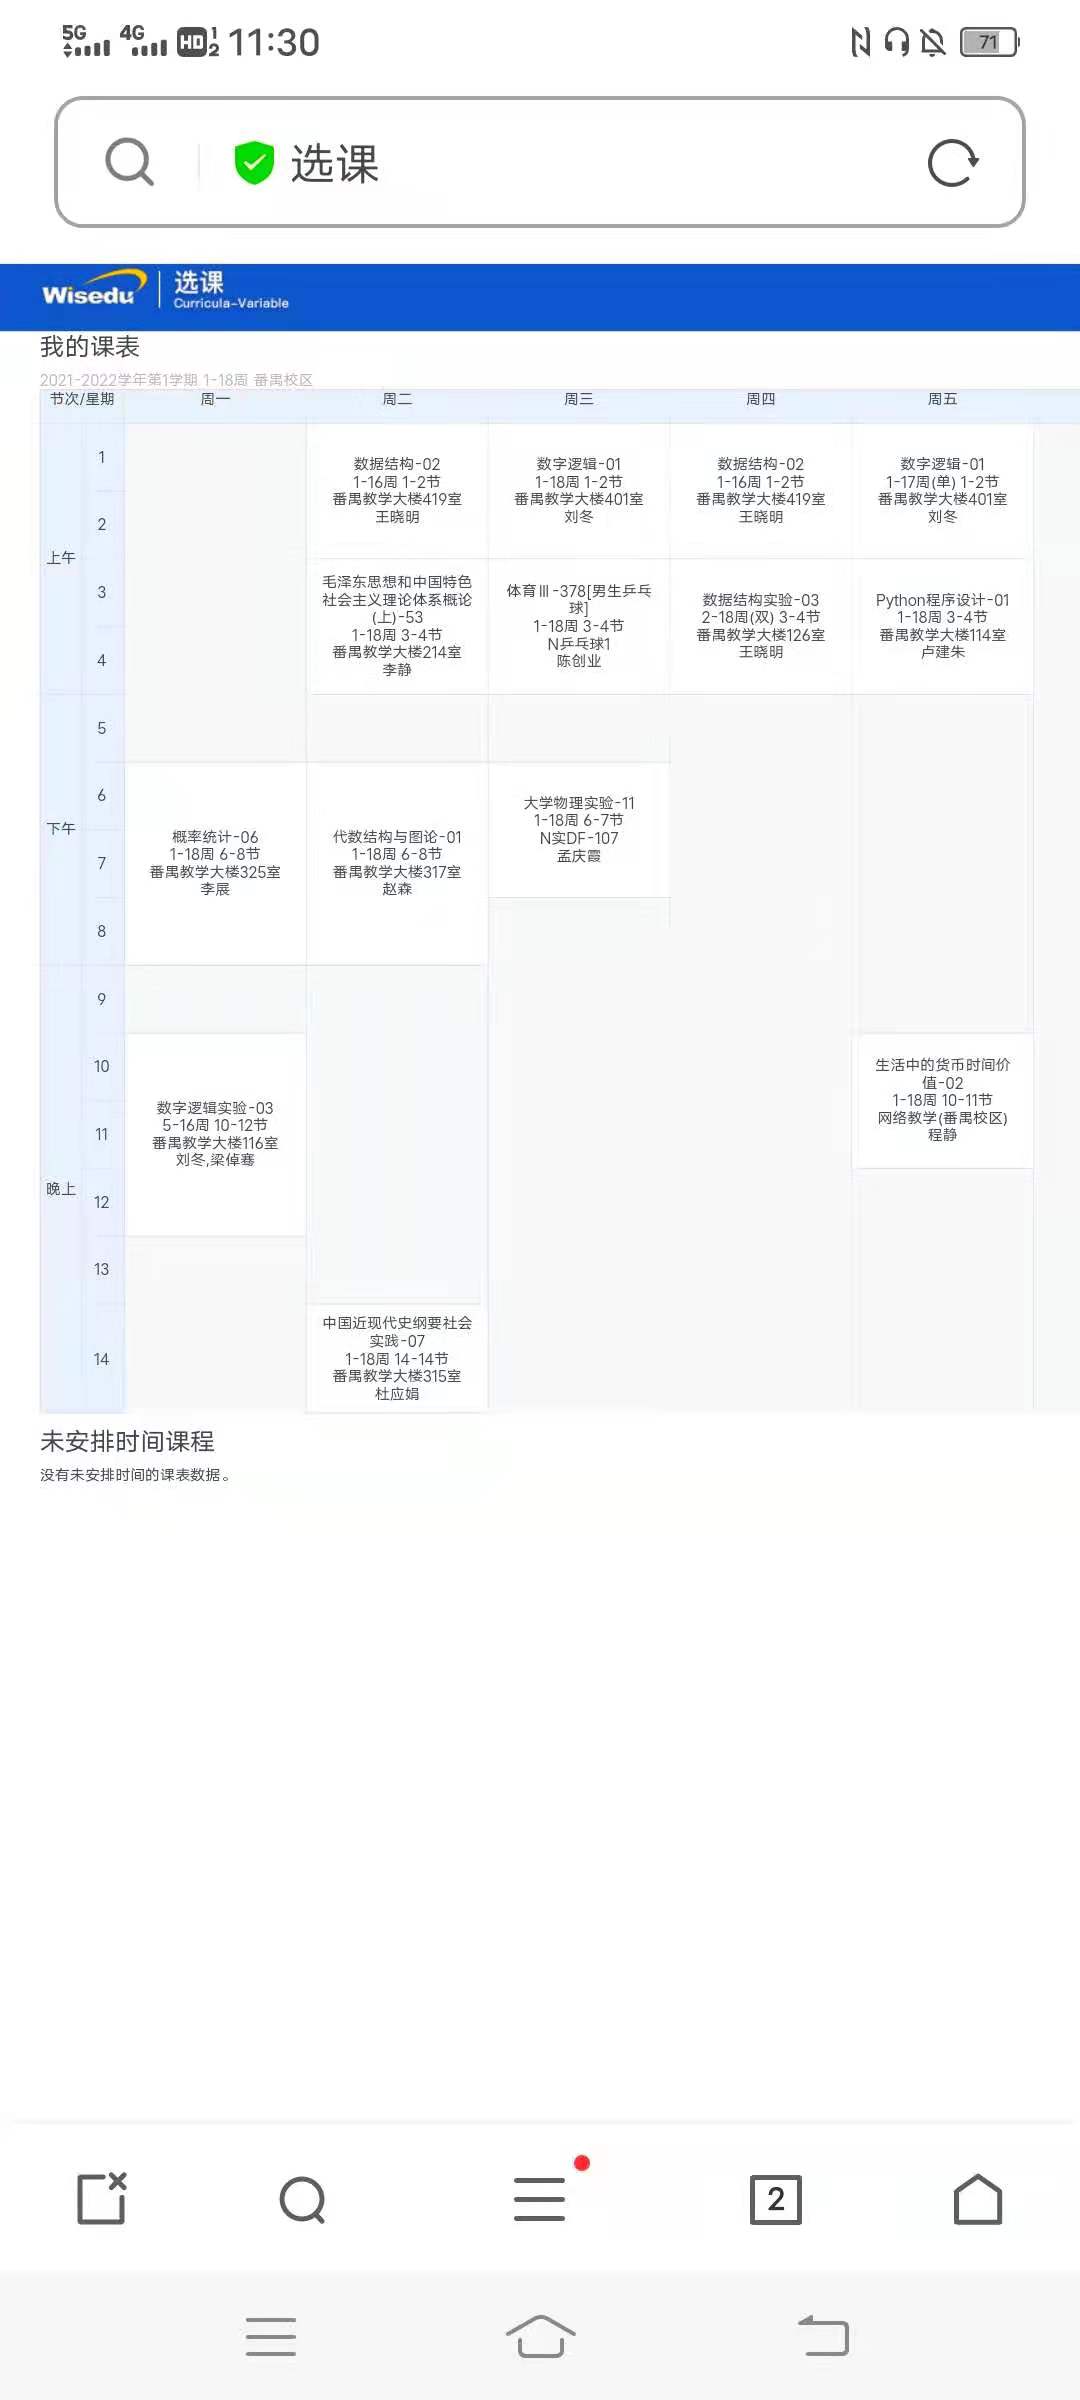 5G 4G HD 1 2 11:30 71
选课
Wisedu 选课
Curricula-Variable
我的课表
2021-2022学年第1学期 1-18周 番禺校区
节次/星期 周一 周二 周三 周四 周五
上午
1
2
3
4
下午
5
6
7
8
晚上
9
10
11
12
13
14
概率统计-06
1-18周 6-8节
番禺教学大楼325室
李展
数字逻辑实验-03
5-16周 10-12节
番禺教学大楼116室
刘冬,梁倬骞
数据结构-02
1-16周 1-2节
番禺教学大楼419室
王晓明
毛泽东思想和中国特色
社会主义理论体系概论
(上)-53
1-18周 3-4节
番禺教学大楼214室
李静
代数结构与图论-01
1-18周 6-8节
番禺教学大楼317室
赵森
中国近现代史纲要社会
实践-07
1-18周 14-14节
番禺教学大楼315室
杜应娟
数字逻辑-01
1-18周 1-2节
番禺教学大楼401室
刘冬
体育Ⅲ-378[男生乒乓
球]
1-18周 3-4节
N乒乓球1
陈创业
大学物理实验-11
1-18周 6-7节
N实DF-107
孟庆霞
数据结构-02
1-16周 1-2节
番禺教学大楼419室
王晓明
数据结构实验-03
2-18周(双) 3-4节
番禺教学大楼126室
王晓明
数字逻辑-01
1-17周(单) 1-2节
番禺教学大楼401室
刘冬
Python程序设计-01
1-18周 3-4节
番禺教学大楼114室
卢建朱
生活中的货币时间价
值-02
1-18周 10-11节
网络教学(番禺校区)
程静
未安排时间课程
没有未安排时间的课表数据。
2